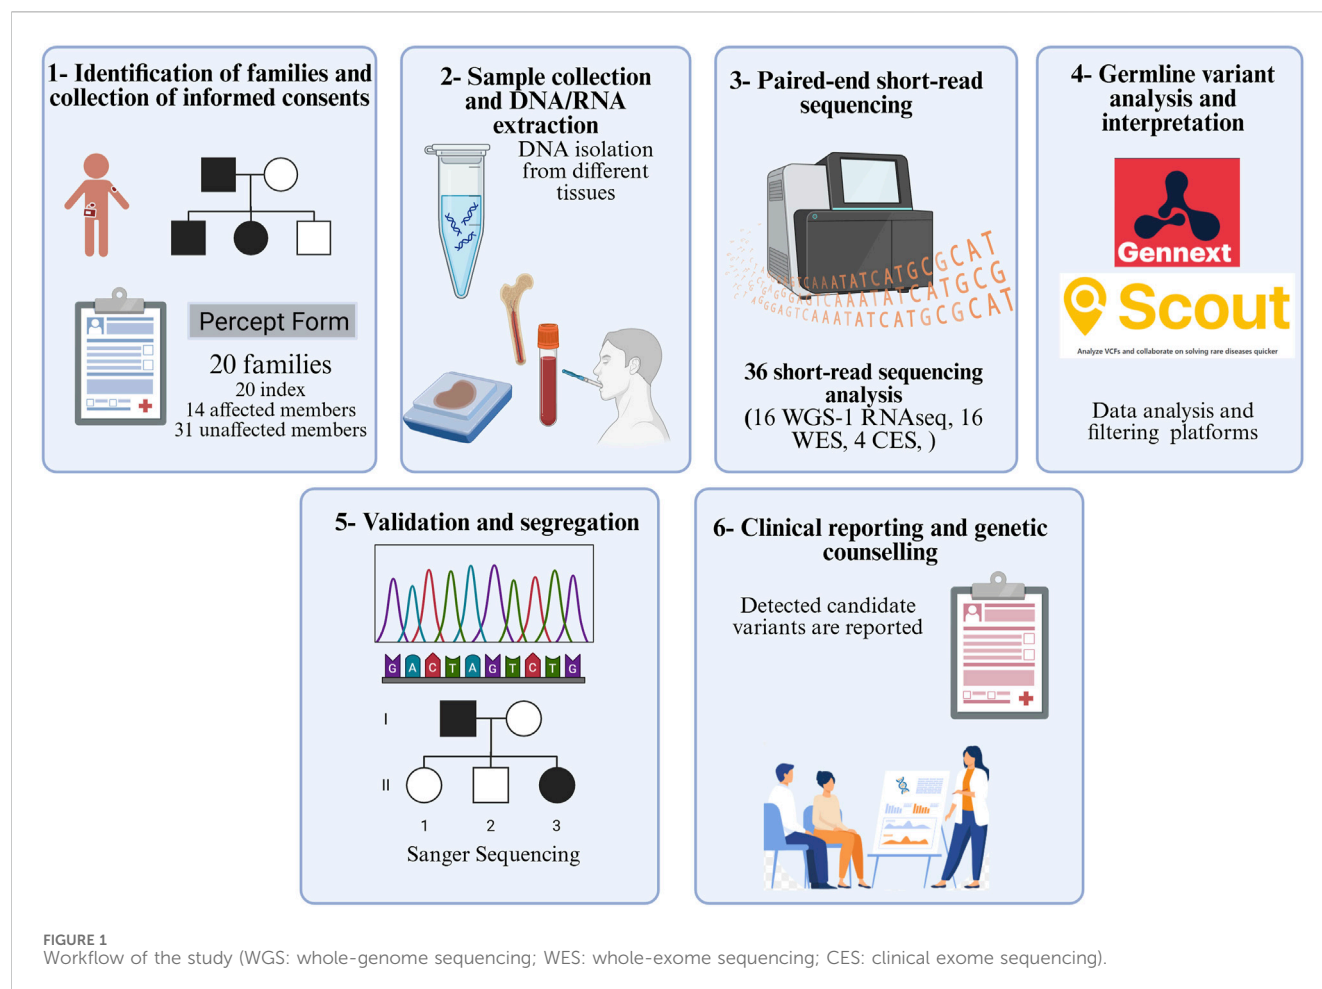 1- Identification of families and
collection of informed consents
Percept Form
20 families
20 index
14 affected members
31 unaffected members
2- Sample collection
and DNA/RNA
extraction
DNA isolation
from different
tissues
3- Paired-end short-read
sequencing
TCAAATATCATGCGCAT
GGGAGTCAAATATCATGCG
GGGAGTCAAATATCATGCGCAT
36 short-read sequencing
analysis
(16 WGS-1 RNAseq, 16
WES, 4 CES, )
4- Germline variant
analysis and
interpretation
Gennext
Scout
Analyze VCFs and collaborate on solving rare diseases quicker
Data analysis and
filtering platforms
5- Validation and segregation
G A C T A G T C T G
I
II
1 2 3
Sanger Sequencing
6- Clinical reporting and genetic
counselling
Detected candidate
variants are reported
FIGURE 1
Workflow of the study (WGS: whole-genome sequencing; WES: whole-exome sequencing; CES: clinical exome sequencing).